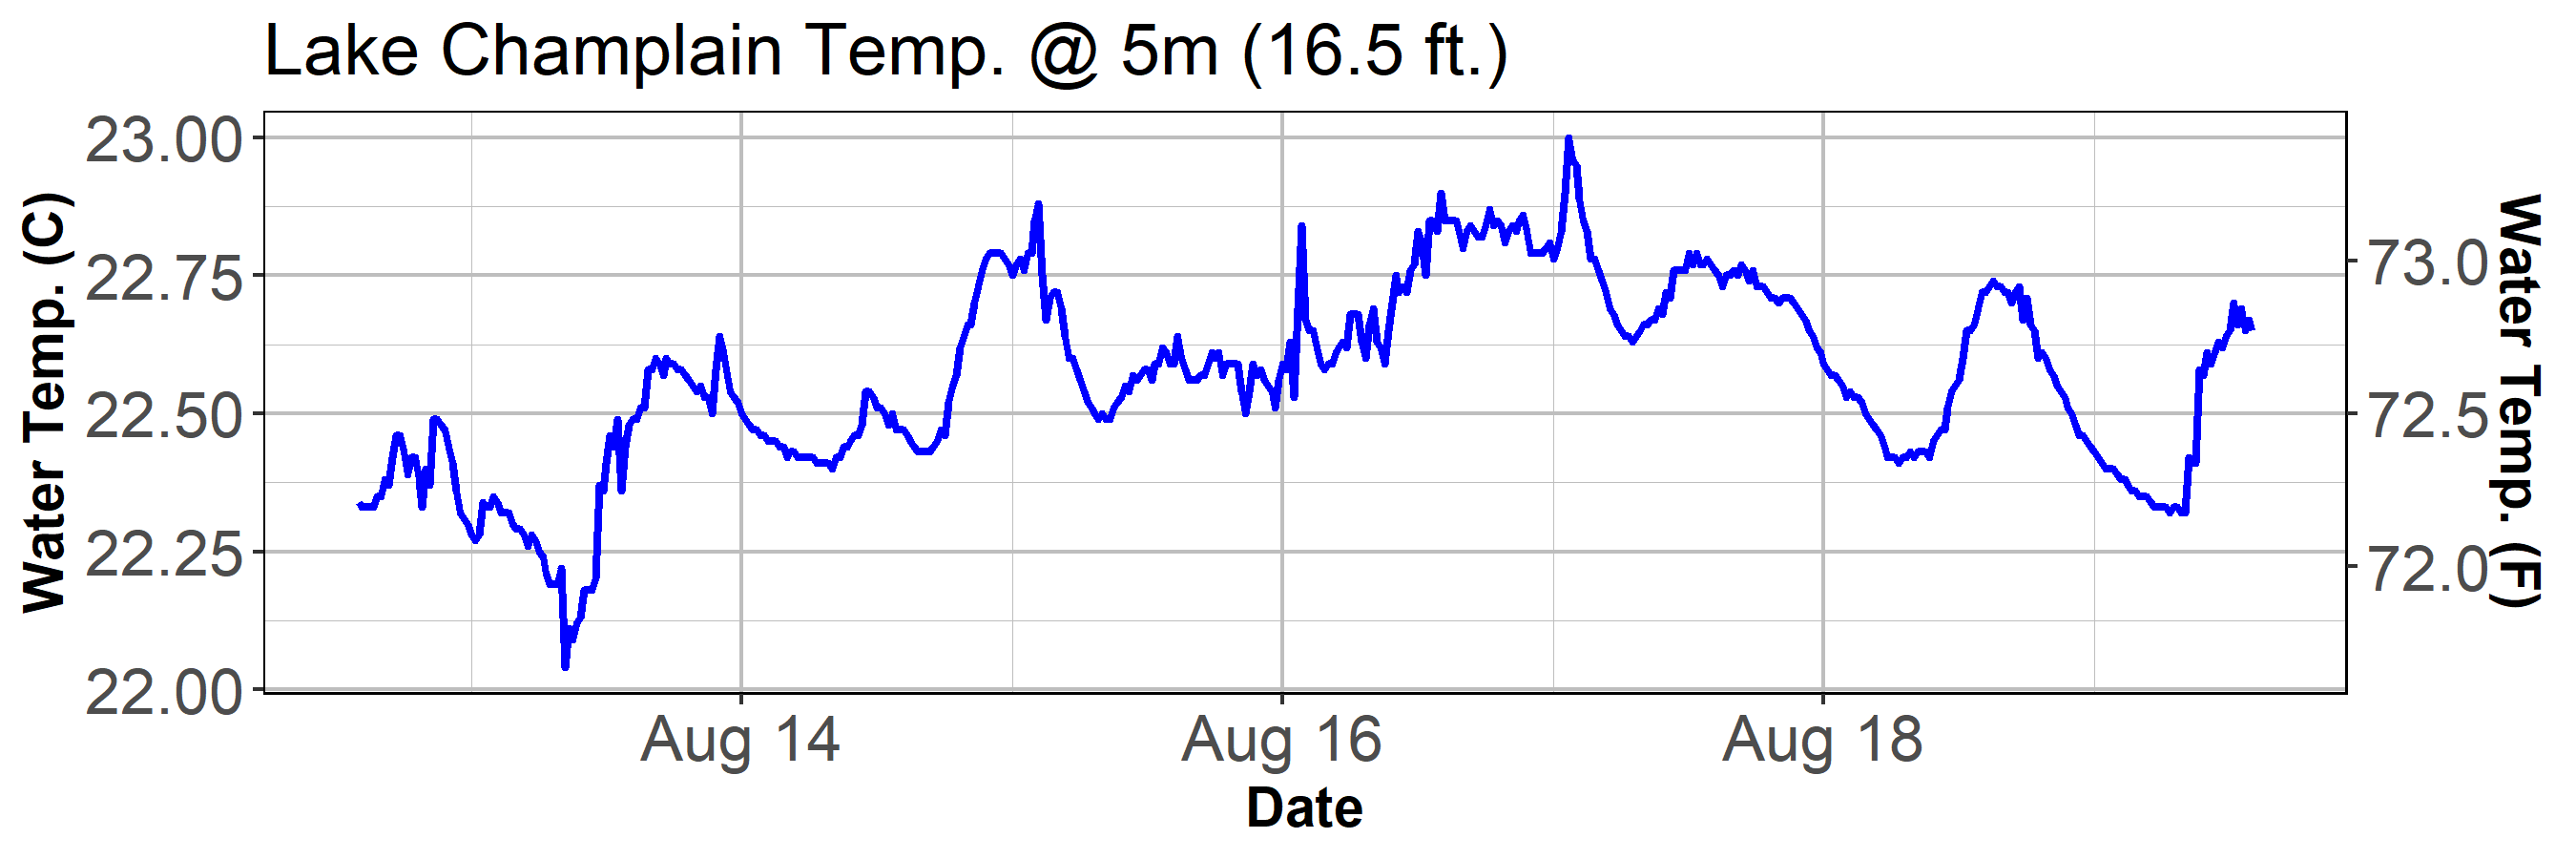 Lake Champlain Temp. @ 5m (16.5 ft.)
Water Temp. (C)
23.00
22.75
22.50
22.25
22.00
73.0
72.5
72.0
Water Temp. (F)
Aug 14
Aug 16
Aug 18
Date